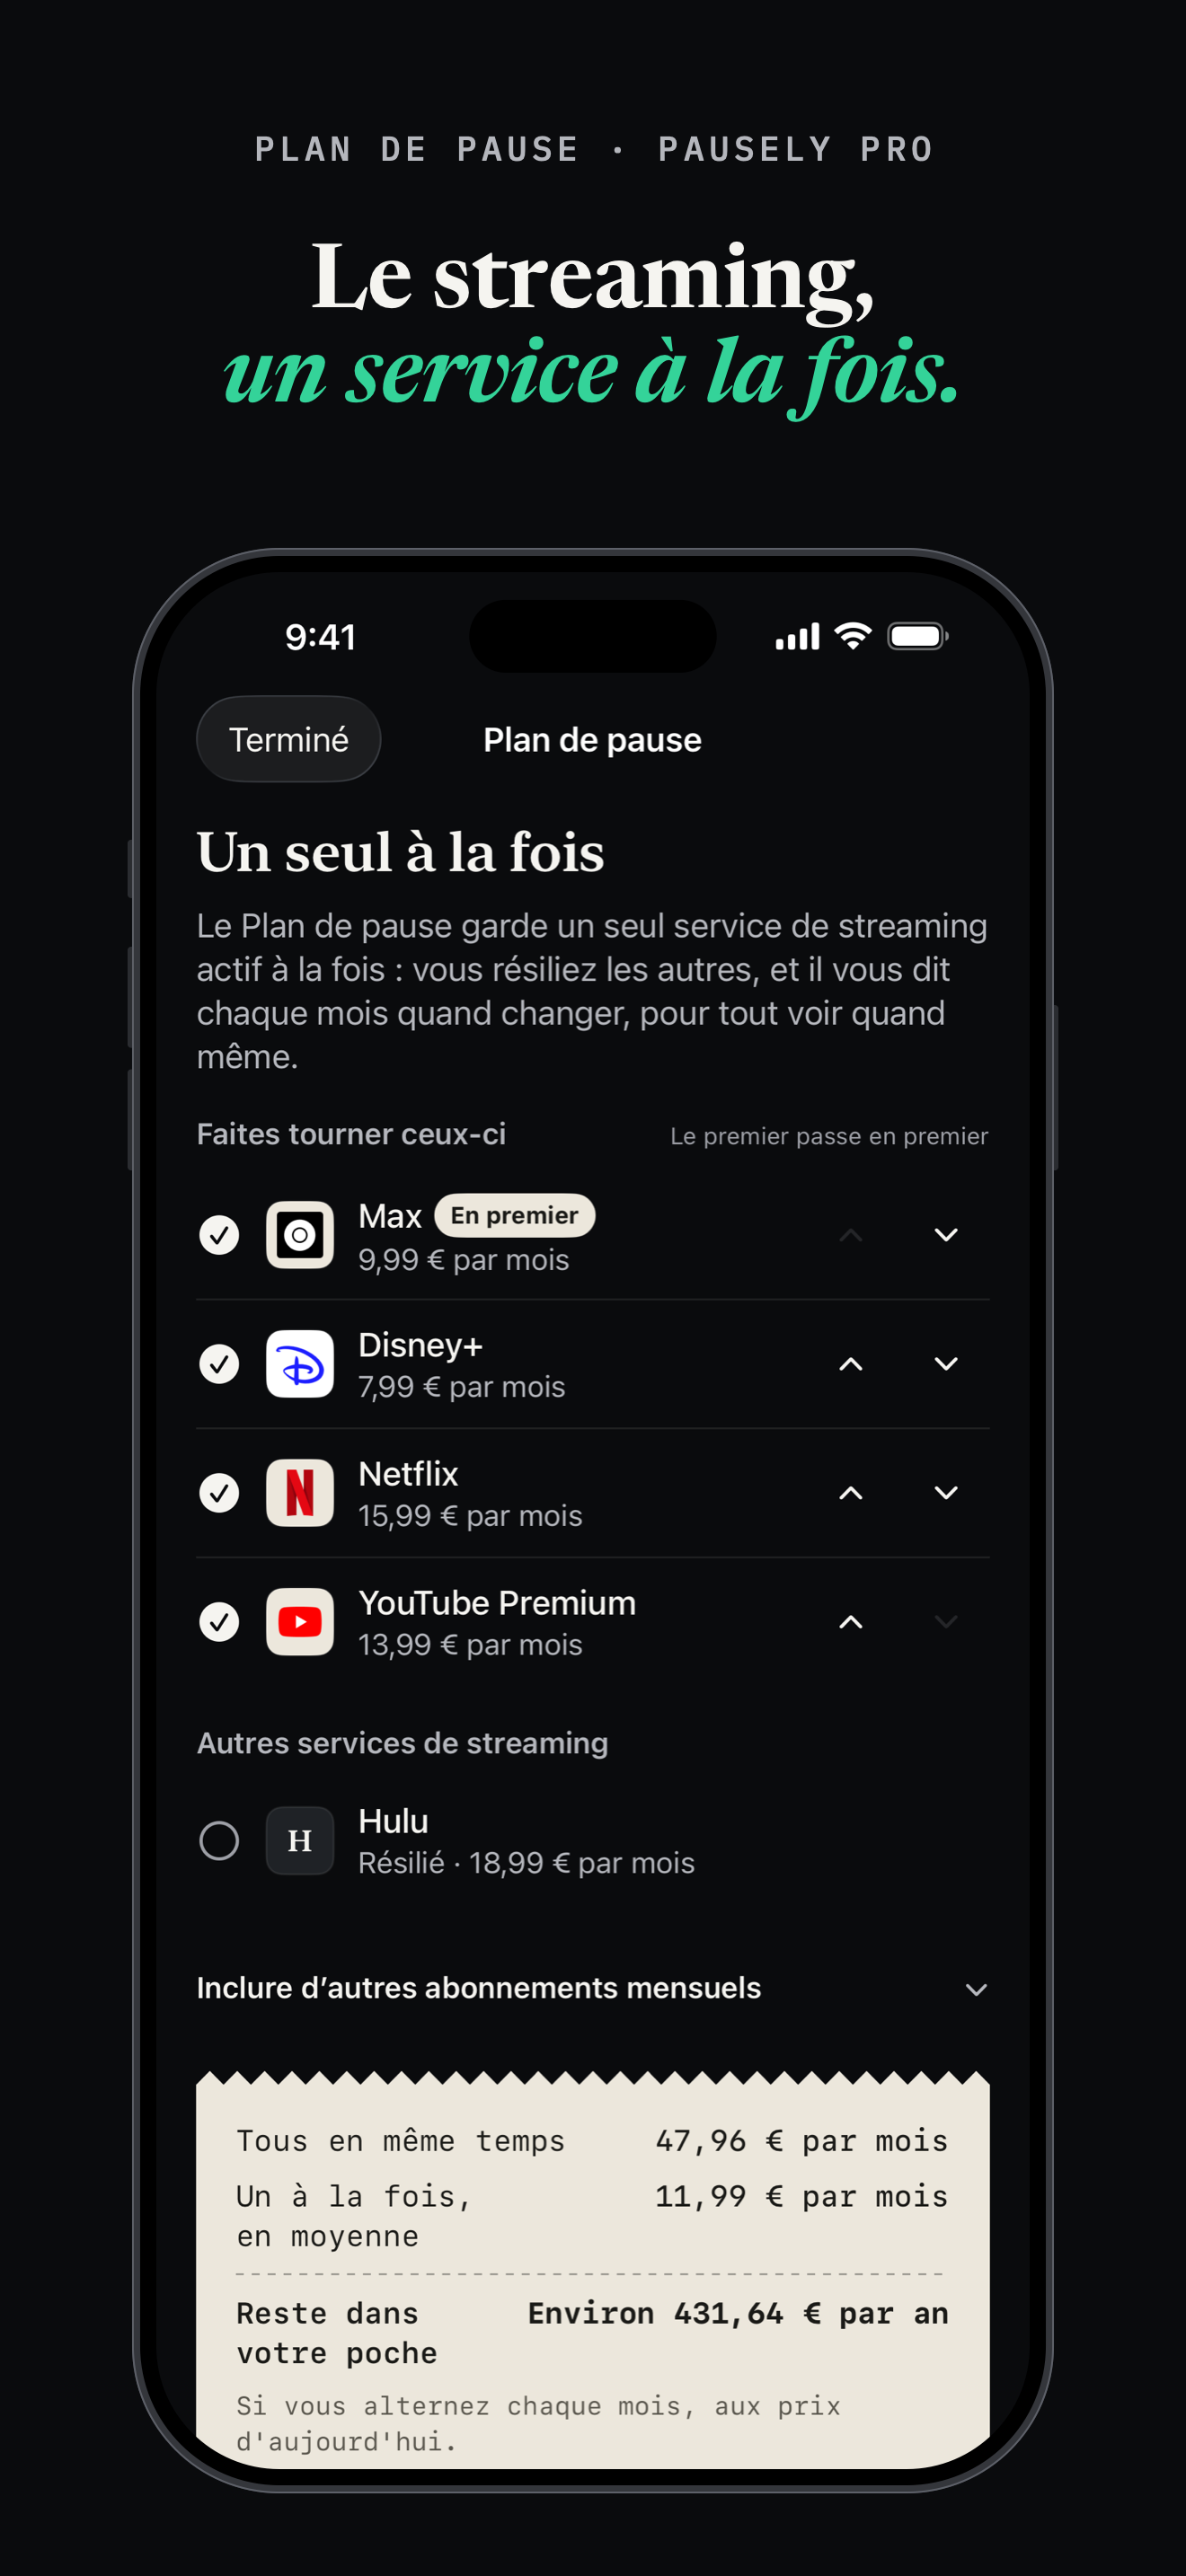 PLAN DE PAUSE · PAUSELY PRO
Le streaming,
un service à la fois.
9:41
Terminé
Plan de pause
Un seul à la fois
Le Plan de pause garde un seul service de streaming
actif à la fois : vous résiliez les autres, et il vous dit
chaque mois quand changer, pour tout voir quand
même.
Faites tourner ceux-ci
Le premier passe en premier
Max
En premier
9,99 € par mois
Disney+
7,99 € par mois
N
Netflix
15,99 € par mois
YouTube Premium
13,99 € par mois
Autres services de streaming
H
Hulu
Résilié · 18,99 € par mois
Inclure d’autres abonnements mensuels
Tous en même temps 47,96 € par mois
Un à la fois, 11,99 € par mois
en moyenne
Reste dans Environ 431,64 € par an
votre poche
Si vous alternez chaque mois, aux prix
d'aujourd'hui.